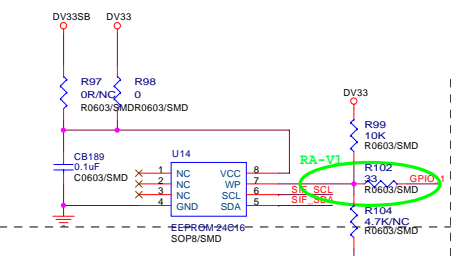 DV33SB
DV33
R97
0R/NC
R0603/SMD
R98
0
R0603/SMD
DV33
R99
10K
R0603/SMD
RA-V1
CB189
0.1uF
C0603/SMD
U14
1 NC VCC 8
2 NC WP 7
3 NC SCL 6
4 GND SDA 5
EEPROM 24C16
SOP8/SMD
SIF_SCL
SIF_SDA
R102
33
R0603/SMD
GPIO_1
R104
4.7K/NC
R0603/SMD